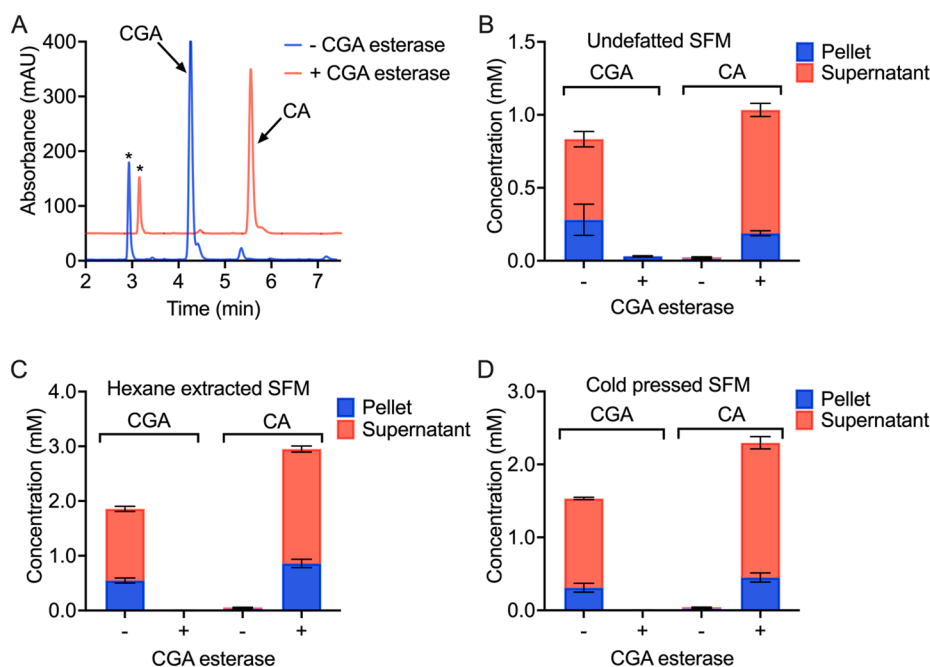 A
CGA
- CGA esterase
+ CGA esterase
CA
*
*
Absorbance (mAU)
400
300
200
100
0
2 3 4 5 6 7
Time (min)
B
Undefatted SFM
Pellet
Supernatant
CGA CA
Concentration (mM)
1.5
1.0
0.5
0.0
- + - +
CGA esterase
C
Hexane extracted SFM
Pellet
Supernatant
CGA CA
Concentration (mM)
4.0
3.0
2.0
1.0
0.0
- + - +
CGA esterase
D
Cold pressed SFM
Pellet
Supernatant
CGA CA
Concentration (mM)
3.0
2.0
1.0
0.0
- + - +
CGA esterase